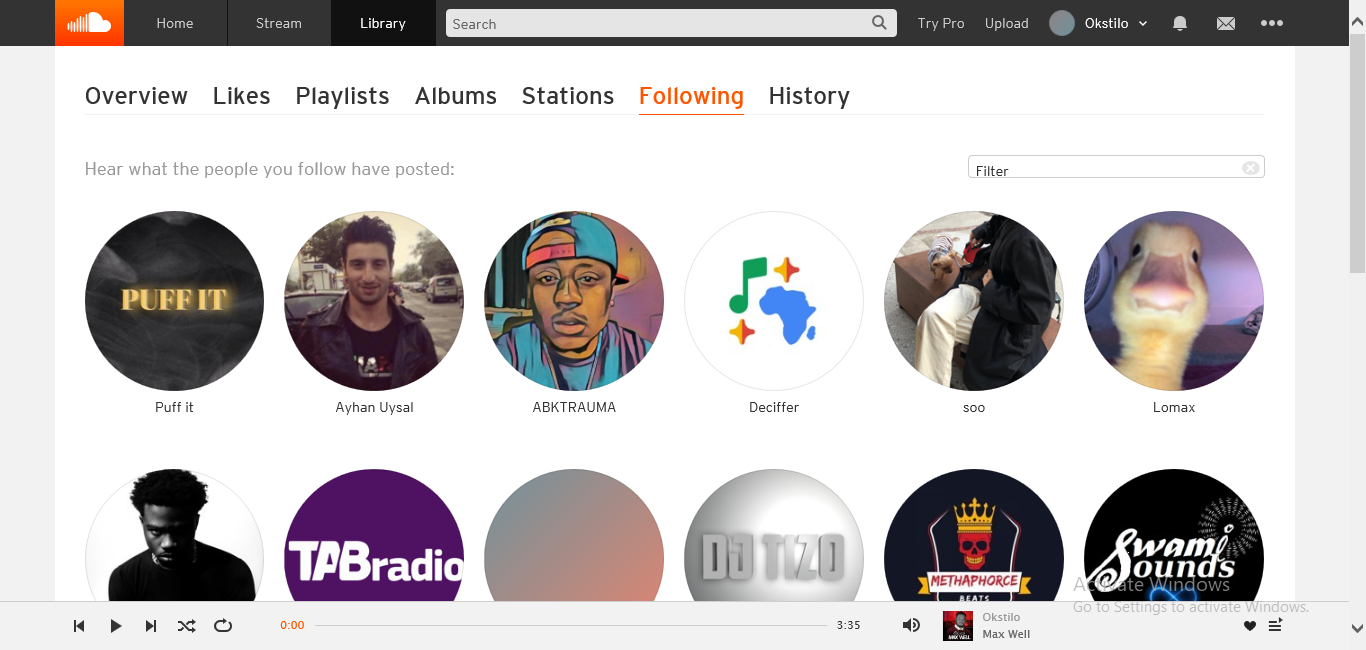 Home Stream Library Search Try Pro Upload Okstilo
Overview Likes Playlists Albums Stations Following History
Hear what the people you follow have posted: Filter
PUFF IT
Puff it Ayhan Uysal ABKTRAUMA Deciffer soo Lomax
TABradio DJ TIZO METHAPHORCE BEATS Swami Sounds
Activate Windows
Go to Settings to activate Windows.
0:00 3:35 MAX WELL Okstilo
Max Well